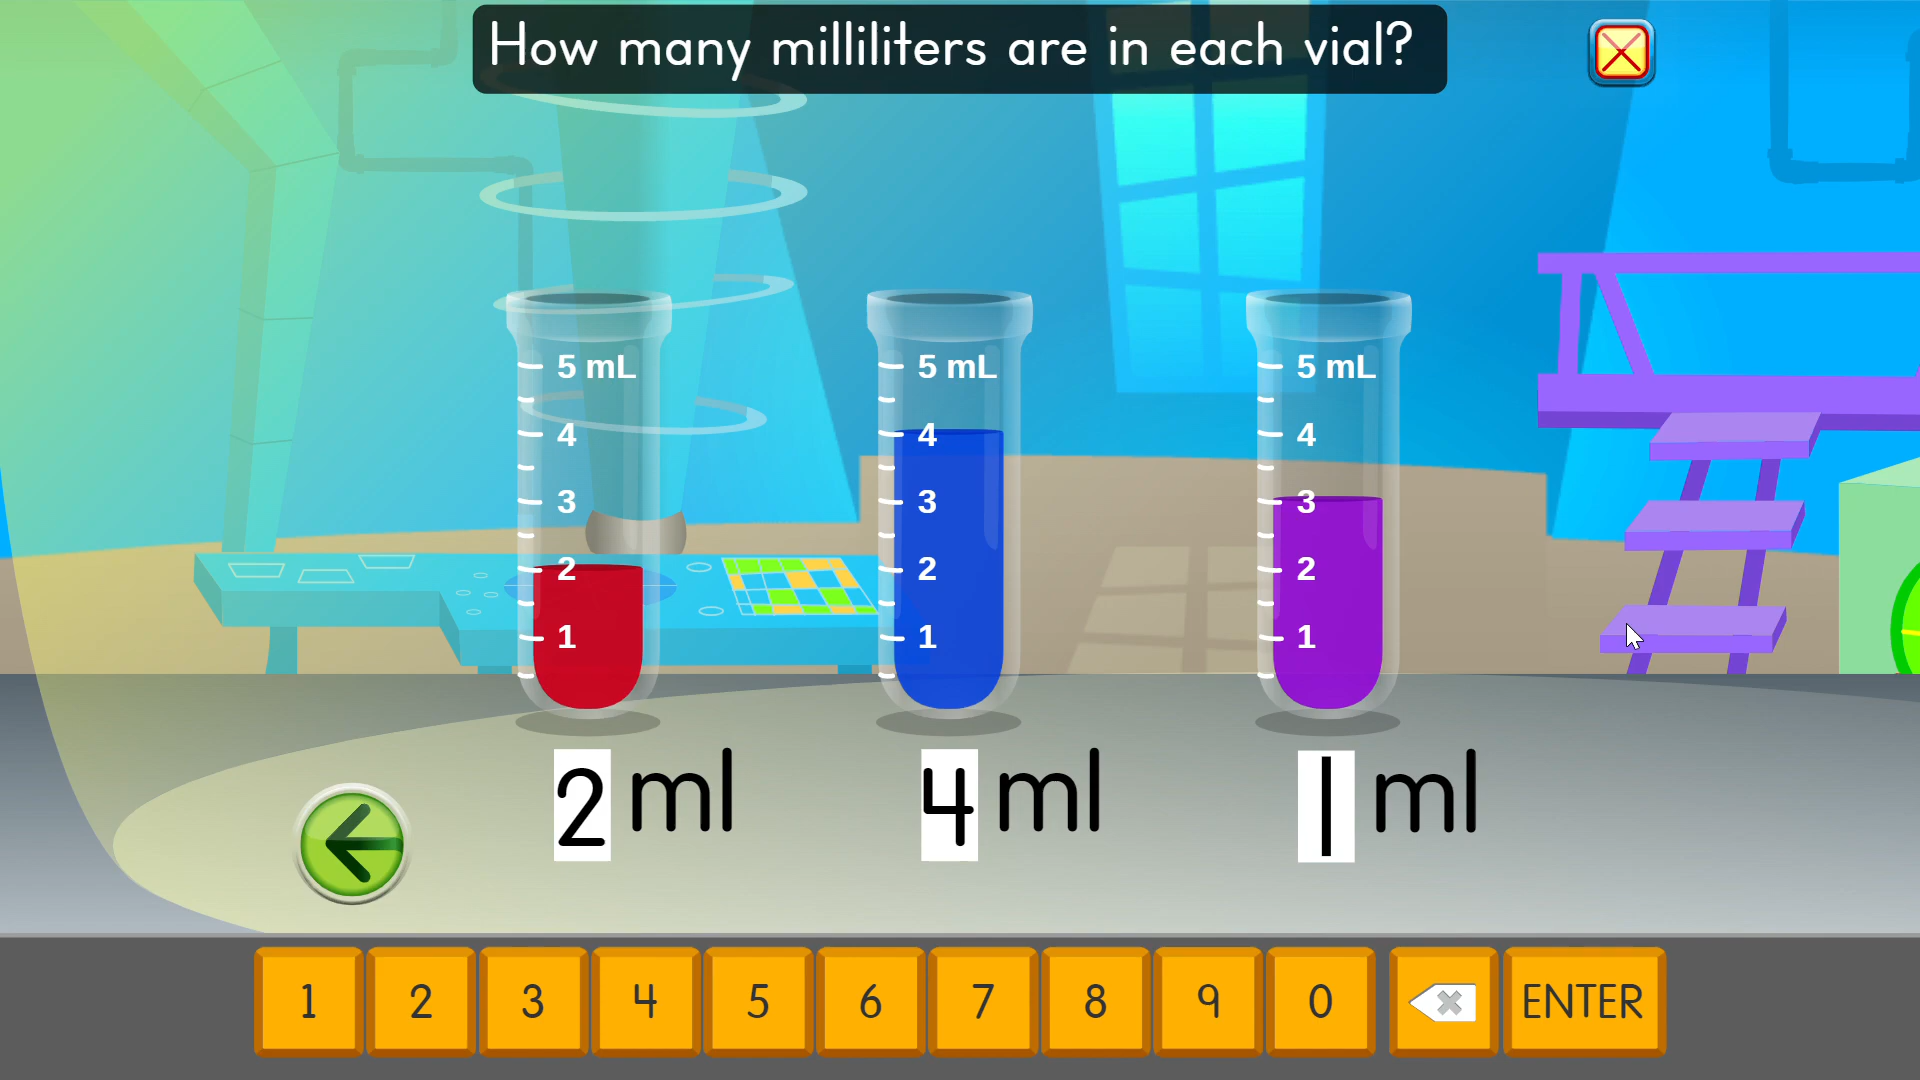 How many milliliters are in each vial?
5 mL 5 mL 5 mL
4 4 4
3 3 3
2 2 2
1 1 1
2 ml 4 ml 1 ml
1 2 3 4 5 6 7 8 9 0 ENTER